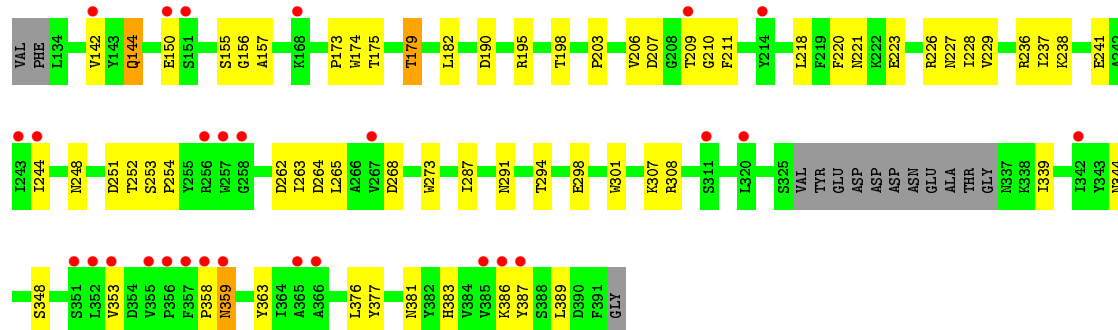 VAL PHE L134 V142 Y143 Q144 E150 S151 S155 G156 A157 K168 P173 W174 T175 T179 L182 D190 R195 T198 P203 V206 D207 G208 T209 G210 F211 Y214 L218 F219 F220 N221 K222 E223 R226 N227 I228 V229 R236 I237 K238 E241 A242
I243 I244 N248 D251 T252 S253 P254 Y255 R256 W257 G258 D262 I263 D264 L265 A266 V267 D268 W273 I287 N291 T294 E298 W301 K307 R308 S311 L320 S325 VAL TYR GLU ASP ASP ASP ASN GLU ALA THR GLY N337 K338 I339 I342 Y343 N344
S348 S351 L352 V353 D354 V355 P356 F357 P358 N359 Y363 I364 A365 A366 L376 Y377 N381 Y382 H383 V384 V385 K386 Y387 S388 L389 D390 F391 GLY